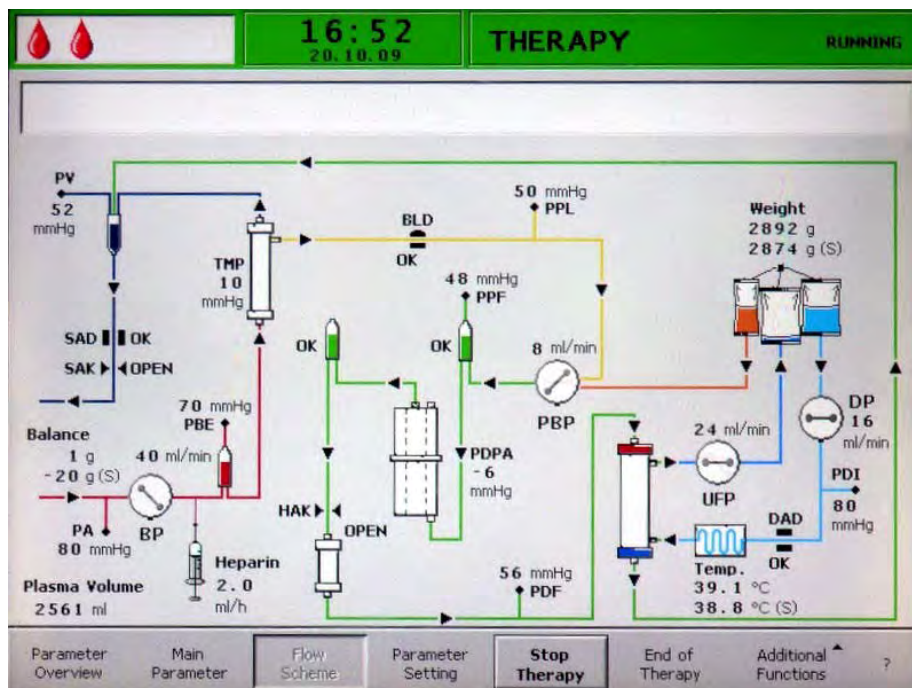 16:52
20.10.09
THERAPY
RUNNING
PV
52
mmHg
50 mmHg
PPL
BLD
OK
Weight
2892 g
2874 g (S)
TMP
10
mmHg
48 mmHg
PPF
SAD OK
SAK OPEN
OK
OK
8 ml/min
PBP
70 mmHg
PBE
Balance
1 g
-20 g (S)
40 ml/min
BP
PA
80 mmHg
PDPA
-6
mmHg
24 ml/min
UFP
DP
16
ml/min
PDI
80
mmHg
HAK
OPEN
DAD
OK
Heparin
2.0
ml/h
Temp.
39.1 °C
38.8 °C (S)
56 mmHg
PDF
Plasma Volume
2561 ml
Parameter
Overview
Main
Parameter
Flow
Scheme
Parameter
Setting
Stop
Therapy
End of
Therapy
Additional
Functions
?